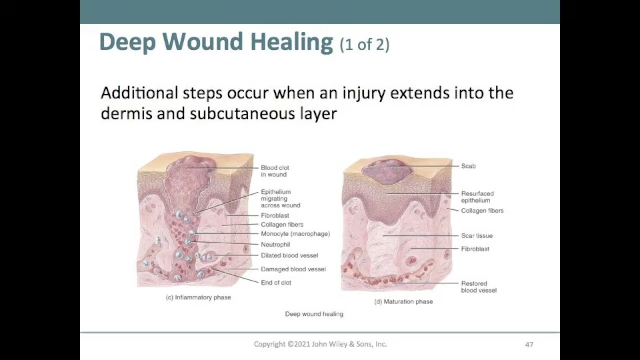 Deep Wound Healing (1 of 2)
Additional steps occur when an injury extends into the
dermis and subcutaneous layer
Blood clot
in wound
Epithelium
migrating
across wound
Fibroblast
Collagen fibers
Monocyte (macrophage)
Neutrophil
Dilated blood vessel
Damaged blood vessel
End of clot
(c) Inflammatory phase
Scab
Resurfaced
epithelium
Collagen fibers
Scar tissue
Fibroblast
Restored
blood vessel
(d) Maturation phase
Deep wound healing
Copyright ©2021 John Wiley & Sons, Inc.
47